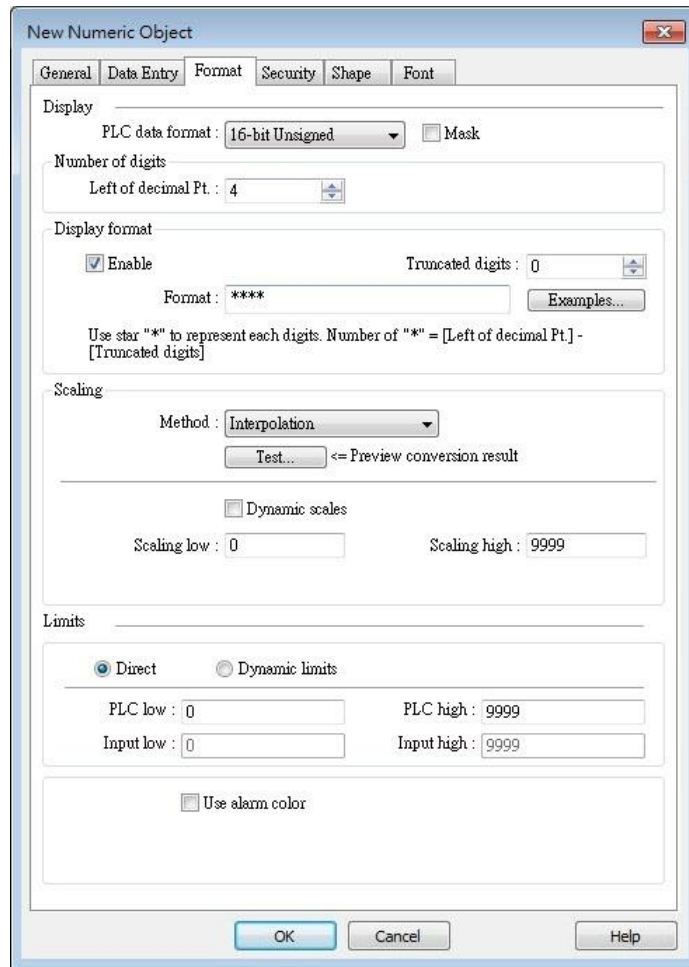 New Numeric Object
General Data Entry Format Security Shape Font
Display
PLC data format : 16-bit Unsigned Mask
Number of digits
Left of decimal Pt. : 4
Display format
Enable Truncated digits : 0
Format : **** Examples...
Use star "*" to represent each digits. Number of "*" = [Left of decimal Pt.] -
[Truncated digits]
Scaling
Method : Interpolation
Test... <= Preview conversion result
Dynamic scales
Scaling low : 0 Scaling high : 9999
Limits
Direct Dynamic limits
PLC low : 0 PLC high : 9999
Input low : 0 Input high : 9999
Use alarm color
OK Cancel Help